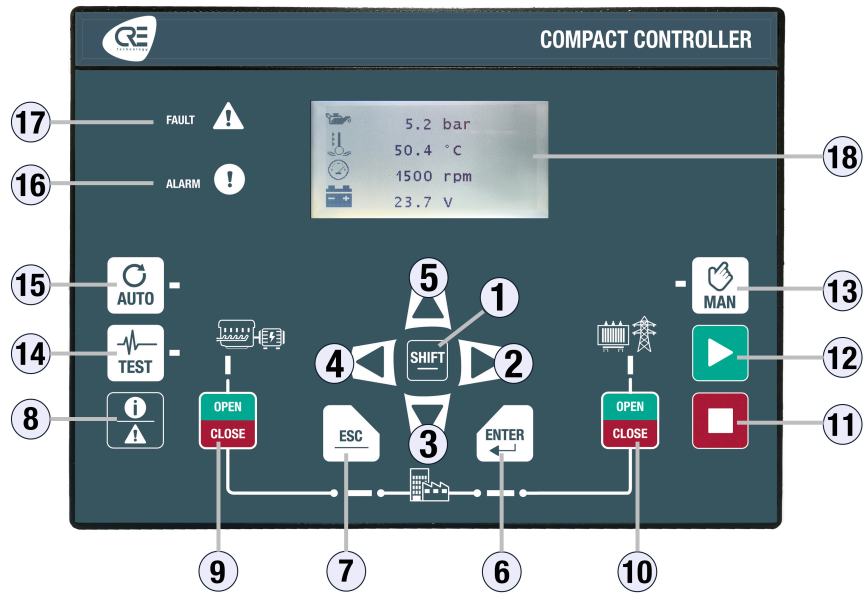 CRE
Technology
COMPACT CONTROLLER
17
FAULT
5.2 bar
50.4 °C
1500 rpm
23.7 V
18
16
ALARM
15
AUTO
5
1
MAN
13
14
TEST
4
SHIFT
2
12
8
OPEN
CLOSE
ESC
3
ENTER
OPEN
CLOSE
11
9
7
6
10